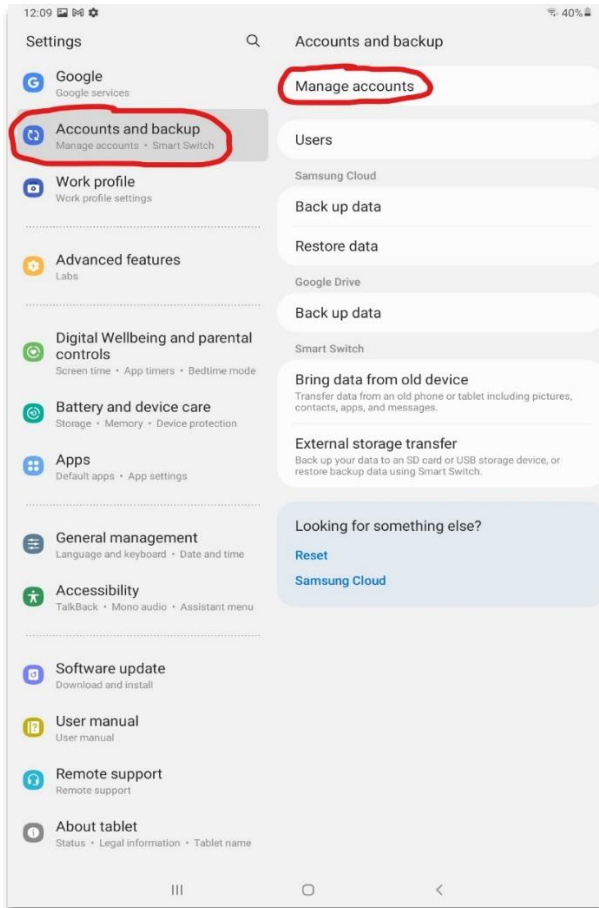 12:09
40%
Settings
Google
Google services
Accounts and backup
Manage accounts • Smart Switch
Work profile
Work profile settings
Advanced features
Labs
Digital Wellbeing and parental
controls
Screen time • App timers • Bedtime mode
Battery and device care
Storage • Memory • Device protection
Apps
Default apps • App settings
General management
Language and keyboard • Date and time
Accessibility
TalkBack • Mono audio • Assistant menu
Software update
Download and install
User manual
User manual
Remote support
Remote support
About tablet
Status • Legal information • Tablet name
Accounts and backup
Manage accounts
Users
Samsung Cloud
Back up data
Restore data
Google Drive
Back up data
Smart Switch
Bring data from old device
Transfer data from an old phone or tablet including pictures,
contacts, apps, and messages.
External storage transfer
Back up your data to an SD card or USB storage device, or
restore backup data using Smart Switch.
Looking for something else?
Reset
Samsung Cloud